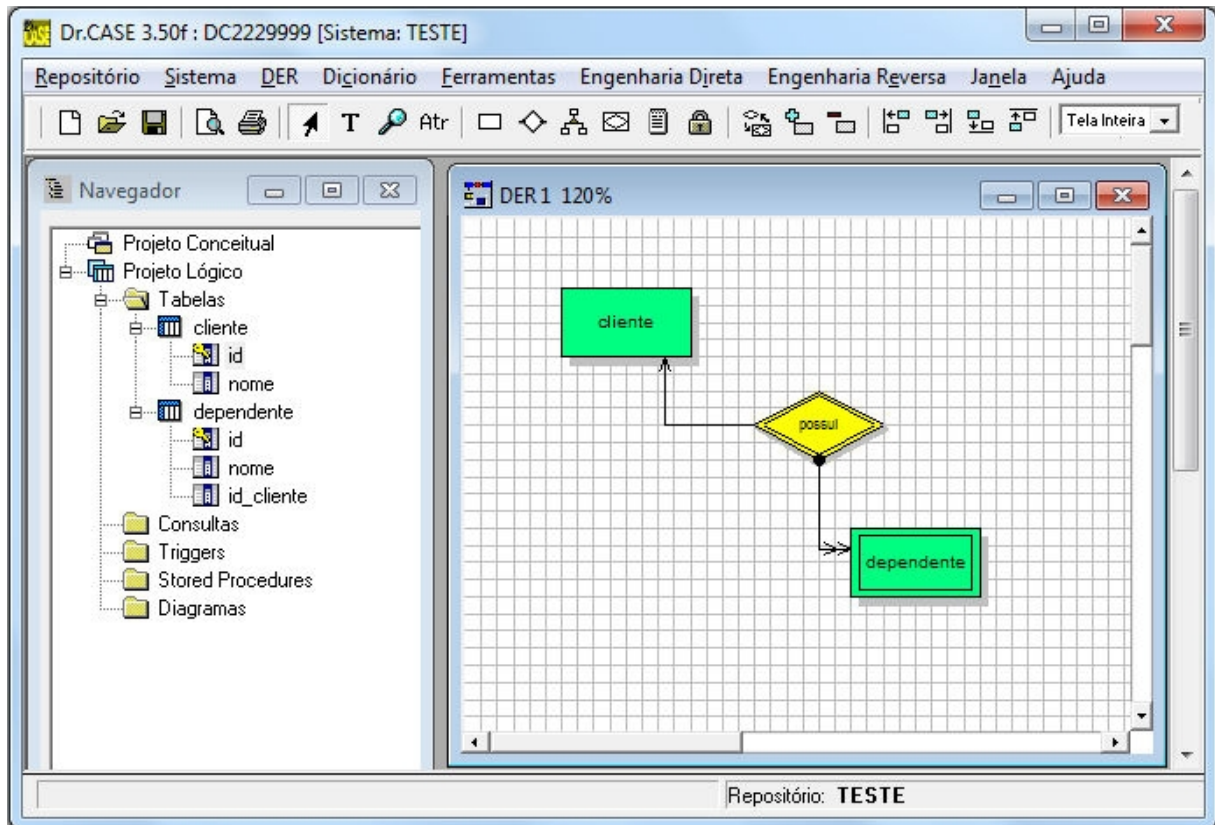 Dr.CASE 3.50f : DC2229999 [Sistema: TESTE]
Repositório Sistema DER Dicionário Ferramentas Engenharia Direta Engenharia Reversa Janela Ajuda
T Atr Tela Inteira
Navegador
Projeto Conceitual
Projeto Lógico
Tabelas
cliente
id
nome
dependente
id
nome
id_cliente
Consultas
Triggers
Stored Procedures
Diagramas
DER 1 120%
cliente
possui
dependente
Repositório: TESTE